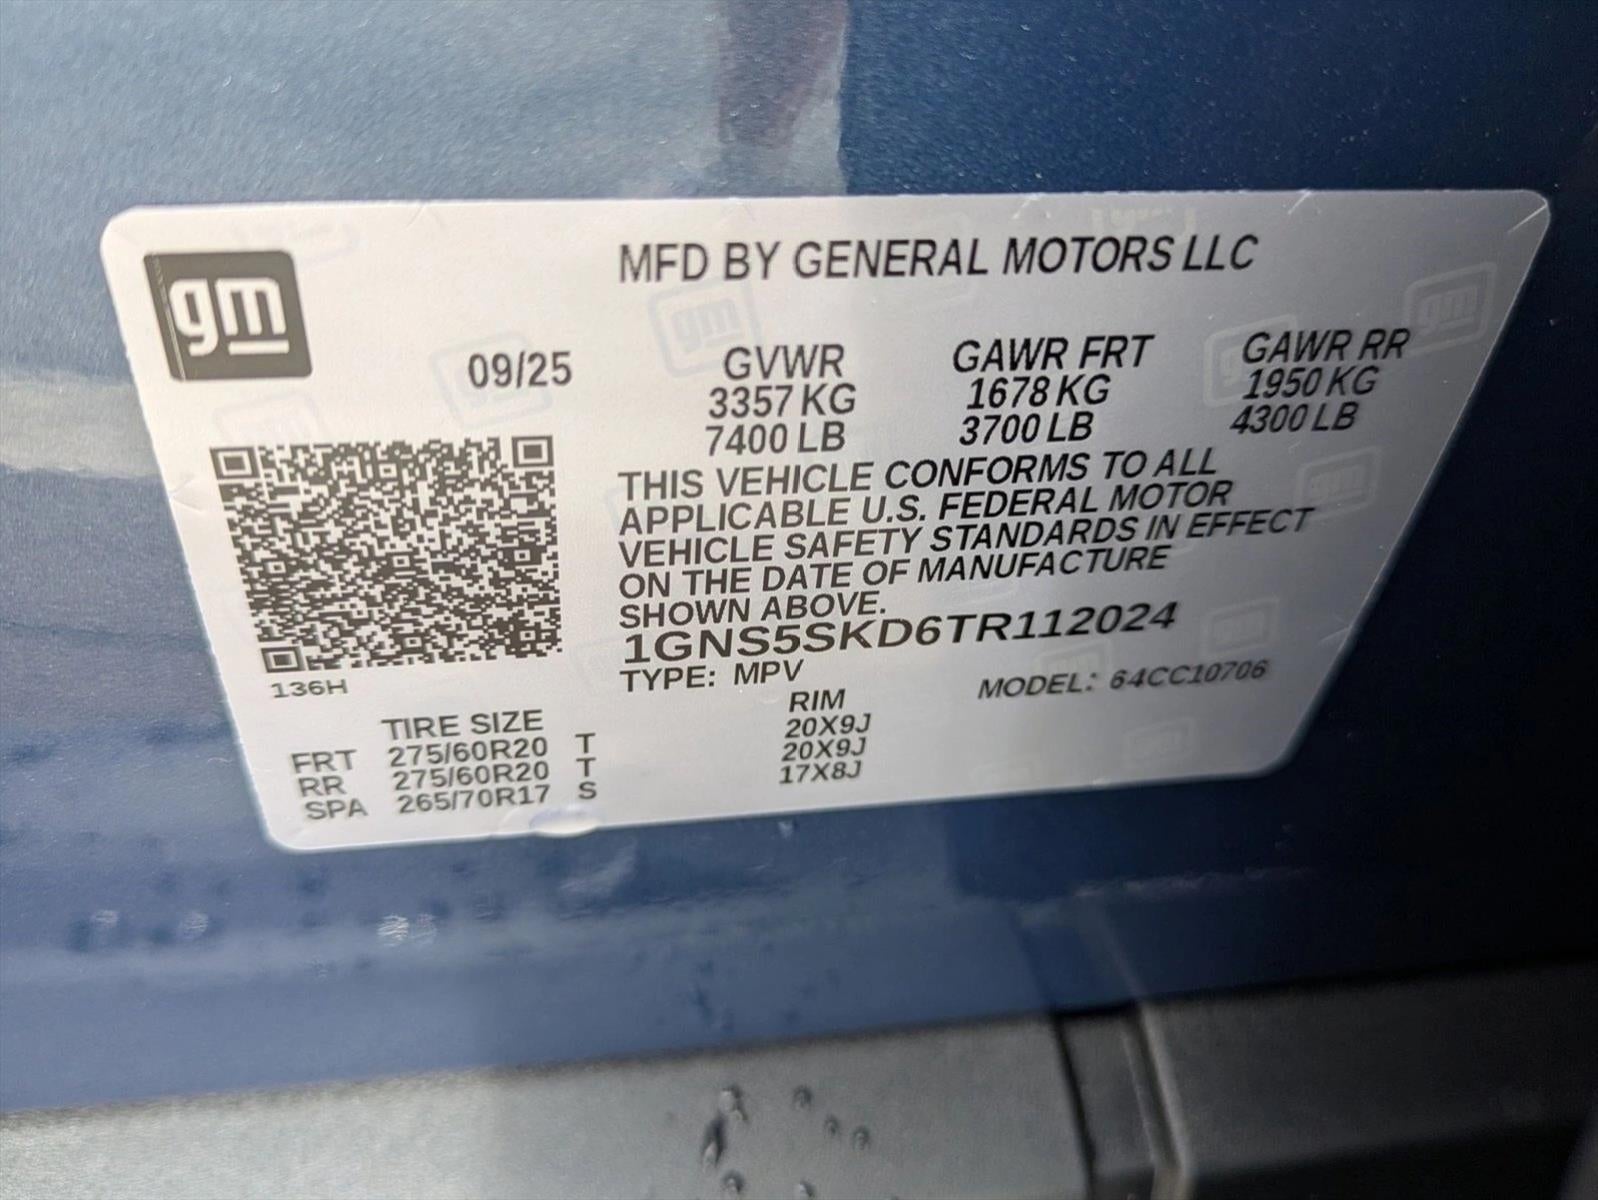 gm
MFD BY GENERAL MOTORS LLC
09/25
GVWR GAWR FRT GAWR RR
3357 KG 1678 KG 1950 KG
7400 LB 3700 LB 4300 LB
THIS VEHICLE CONFORMS TO ALL
APPLICABLE U.S. FEDERAL MOTOR
VEHICLE SAFETY STANDARDS IN EFFECT
ON THE DATE OF MANUFACTURE
SHOWN ABOVE.
1GNS5SKD6TR112024
TYPE: MPV MODEL: 64CC10706
136H
TIRE SIZE RIM
FRT 275/60R20 T 20X9J
RR 275/60R20 T 20X9J
SPA 265/70R17 S 17X8J